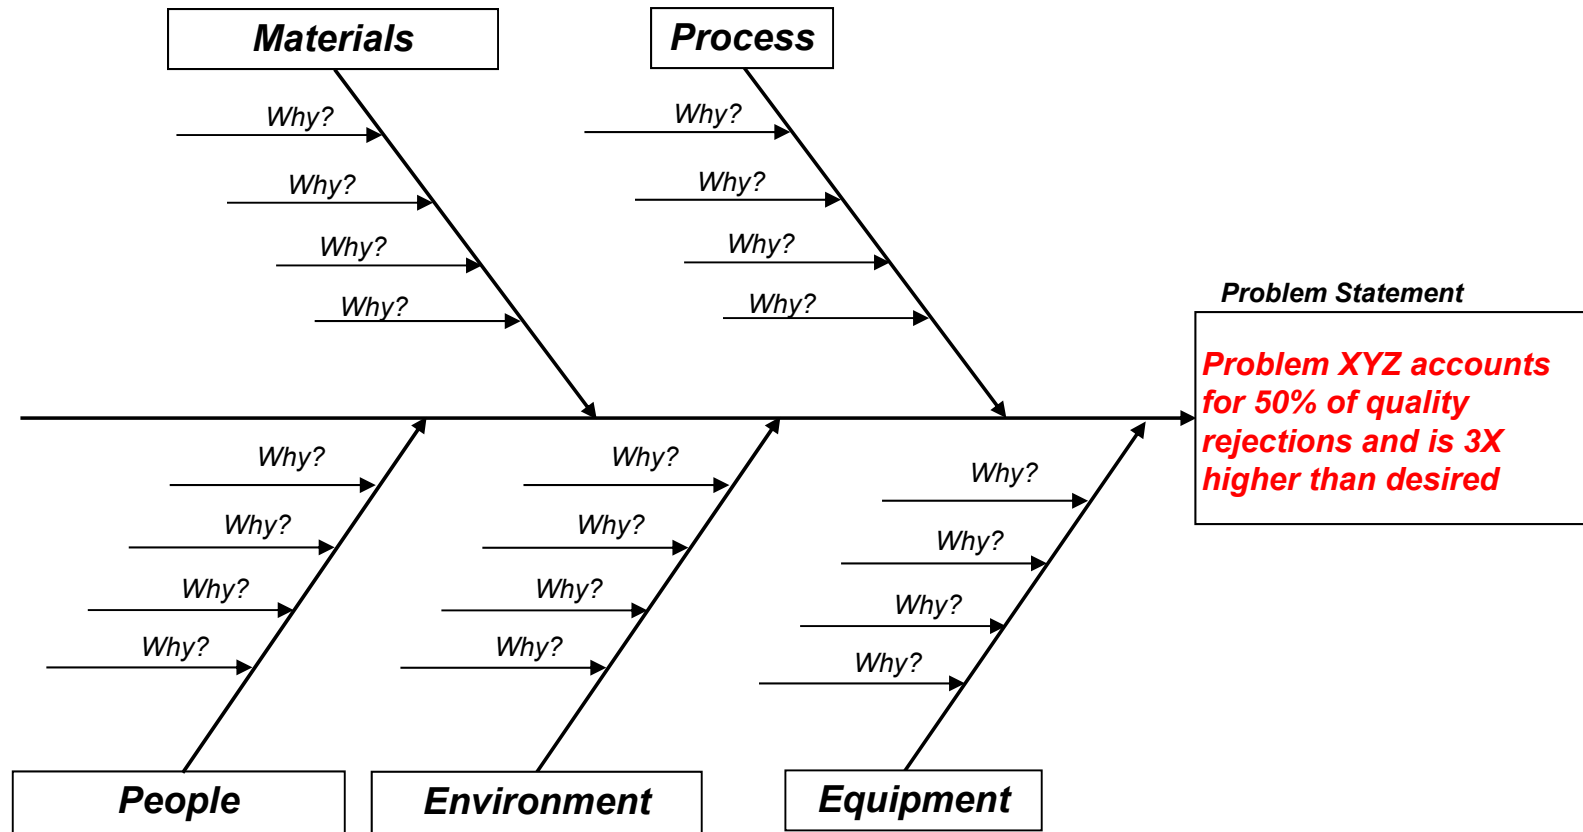 Materials
Process
Why?
Why?
Why?
Why?
Why?
Why?
Why?
Why?
Problem Statement
Problem XYZ accounts
for 50% of quality
rejections and is 3X
higher than desired
Why?
Why?
Why?
Why?
Why?
Why?
Why?
Why?
Why?
Why?
Why?
Why?
People
Environment
Equipment